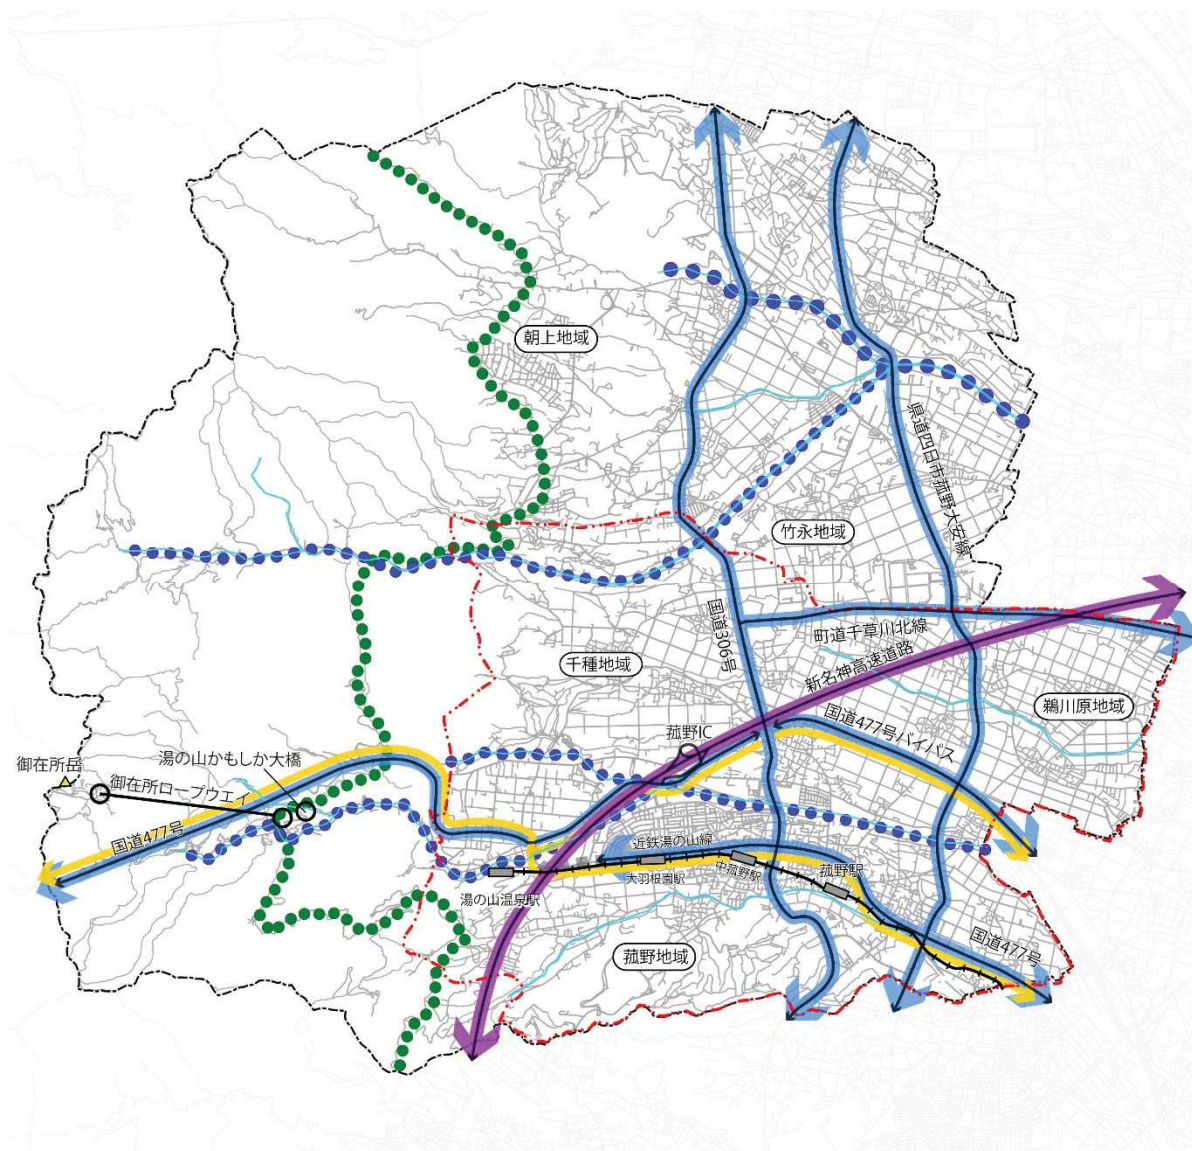 朝上地域
県道四日市菰野大安線
竹永地域
国道306号
町道千草川北線
千種地域
新名神高速道路
鵜川原地域
国道477号バイパス
菰野IC
湯の山かもしか大橋
御在所岳
御在所ロープウエイ
国道477号
近鉄湯の山線
大羽根園駅
中菰野駅
菰野駅
湯の山温泉駅
国道477号
菰野地域